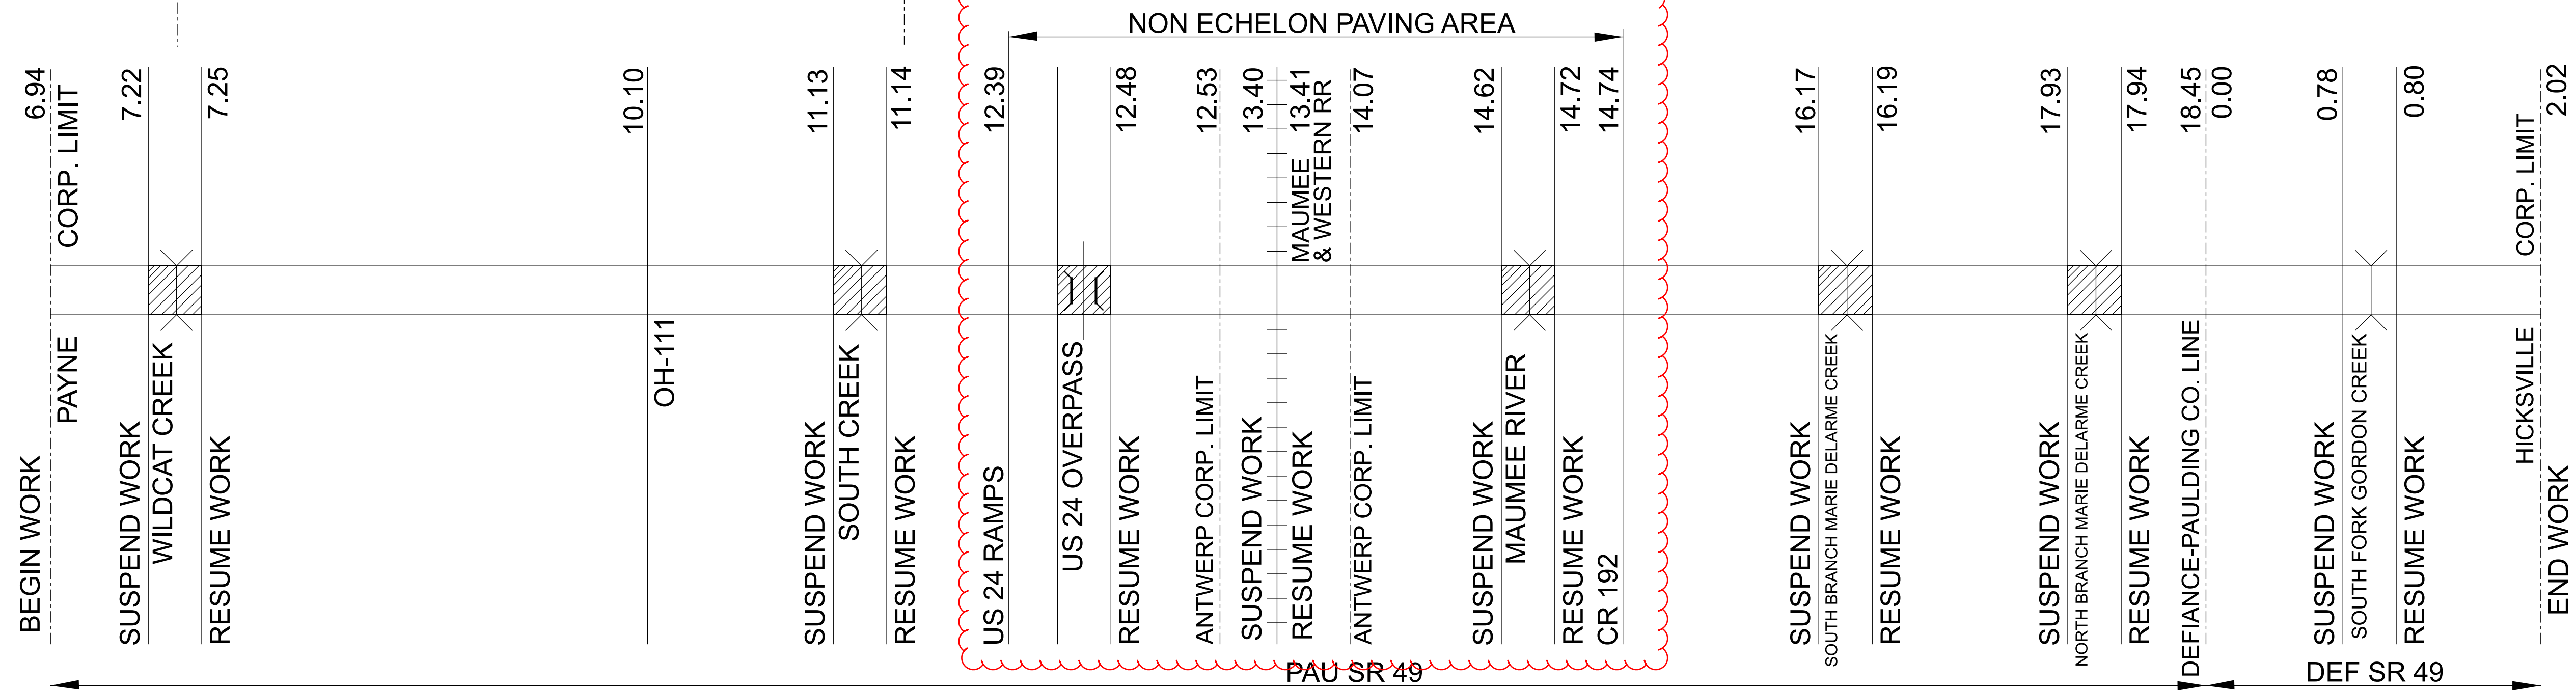 NON ECHELON PAVING AREA
6.94
CORP. LIMIT
7.22
7.25
10.10
11.13
11.14
12.39
12.48
12.53
13.40
13.41
MAUMEE
& WESTERN RR
14.07
14.62
14.72
14.74
16.17
16.19
17.93
17.94
18.45
0.00
0.78
0.80
CORP. LIMIT
2.02
BEGIN WORK
PAYNE
SUSPEND WORK
WILDCAT CREEK
RESUME WORK
OH-111
SUSPEND WORK
SOUTH CREEK
RESUME WORK
US 24 RAMPS
US 24 OVERPASS
RESUME WORK
ANTWERP CORP. LIMIT
SUSPEND WORK
RESUME WORK
ANTWERP CORP. LIMIT
SUSPEND WORK
MAUMEE RIVER
RESUME WORK
CR 192
SUSPEND WORK
SOUTH BRANCH MARIE DELARME CREEK
RESUME WORK
SUSPEND WORK
NORTH BRANCH MARIE DELARME CREEK
RESUME WORK
DEFIANCE-PAULDING CO. LINE
SUSPEND WORK
SOUTH FORK GORDON CREEK
RESUME WORK
HICKSVILLE
END WORK
PAU SR 49
DEF SR 49